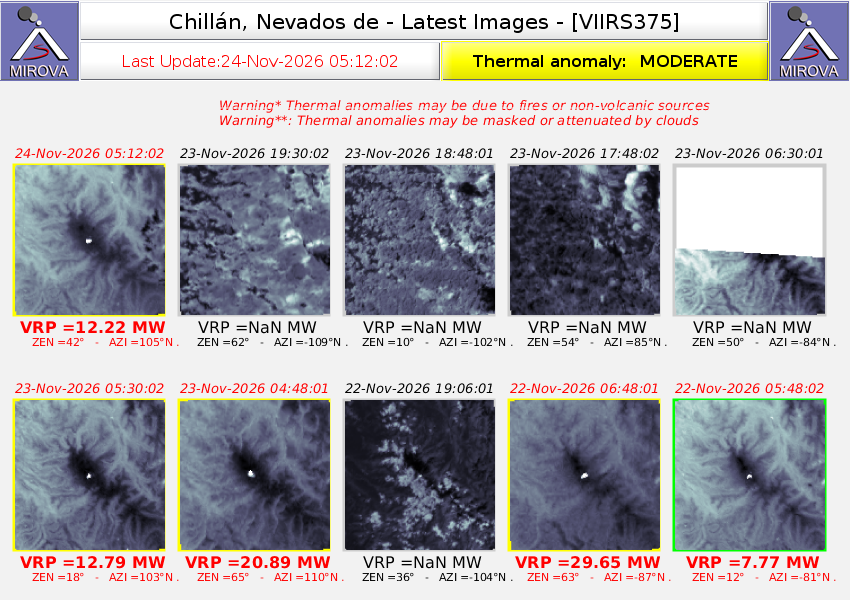 Chillán, Nevados de - Latest Images - [VIIRS375]
MIROVA
Last Update:24-Nov-2026 05:12:02
Thermal anomaly: MODERATE
MIROVA
Warning* Thermal anomalies may be due to fires or non-volcanic sources
Warning**: Thermal anomalies may be masked or attenuated by clouds
24-Nov-2026 05:12:02 23-Nov-2026 19:30:02 23-Nov-2026 18:48:01 23-Nov-2026 17:48:02 23-Nov-2026 06:30:01
VRP =12.22 MW VRP =NaN MW VRP =NaN MW VRP =NaN MW VRP =NaN MW
ZEN =42° - AZI =105°N . ZEN =62° - AZI =-109°N . ZEN =10° - AZI =-102°N . ZEN =54° - AZI =85°N . ZEN =50° - AZI =-84°N .
23-Nov-2026 05:30:02 23-Nov-2026 04:48:01 22-Nov-2026 19:06:01 22-Nov-2026 06:48:01 22-Nov-2026 05:48:02
VRP =12.79 MW VRP =20.89 MW VRP =NaN MW VRP =29.65 MW VRP =7.77 MW
ZEN =18° - AZI =103°N . ZEN =65° - AZI =110°N . ZEN =36° - AZI =-104°N . ZEN =63° - AZI =-87°N . ZEN =12° - AZI =-81°N .